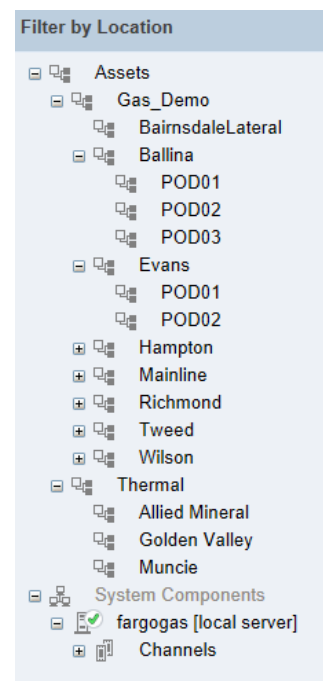 Filter by Location
Assets
Gas_Demo
BairnsdaleLateral
Ballina
POD01
POD02
POD03
Evans
POD01
POD02
Hampton
Mainline
Richmond
Tweed
Wilson
Thermal
Allied Mineral
Golden Valley
Muncie
System Components
fargogas [local server]
Channels